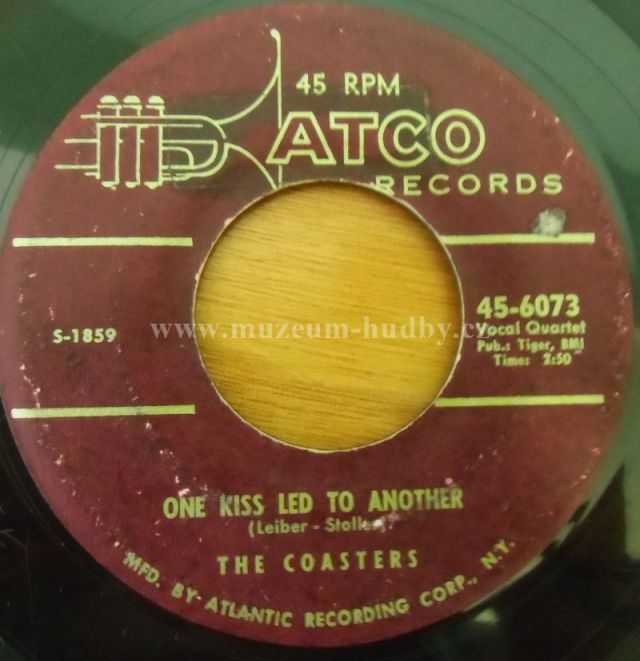 45 RPM
ATCO
RECORDS
S-1859
45-6073
Vocal Quartet
Pub.: Tiger, BMI
Time: 2:50
www.muzeum-hudby.c
ONE KISS LED TO ANOTHER
(Leiber - Stoller)
THE COASTERS
MFD. BY ATLANTIC RECORDING CORP., N.Y.